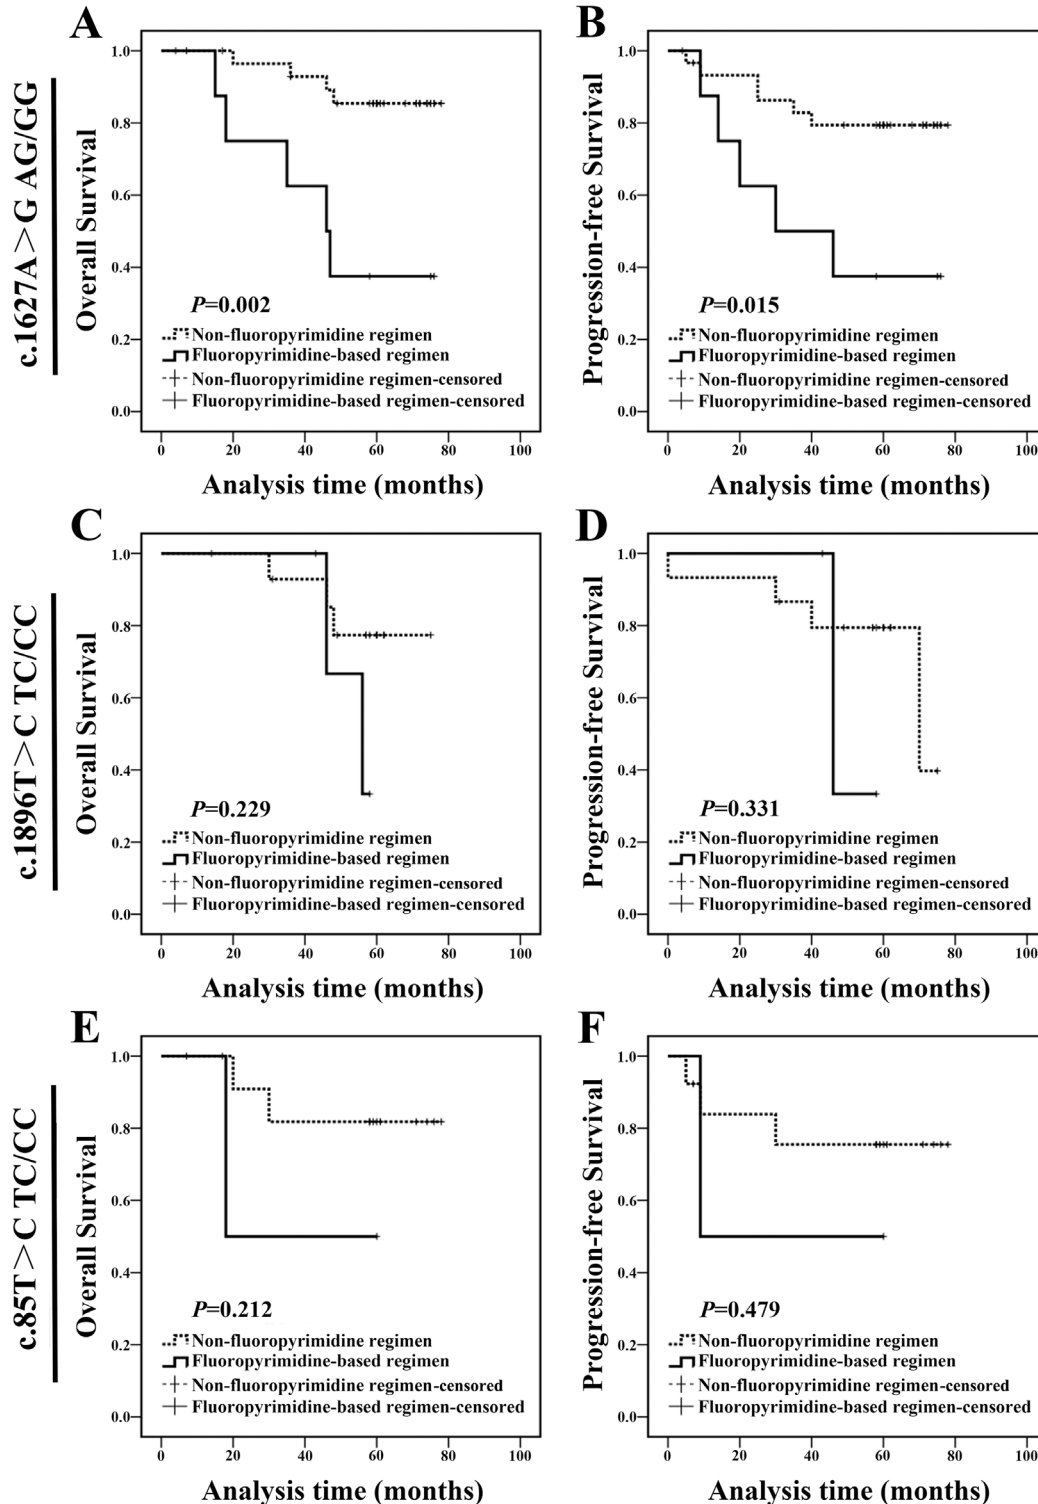 A
c.1627A>G AG/GG
Overall Survival
1.0
0.8
0.6
0.4
0.2
0.0
P=0.002
Non-fluoropyrimidine regimen
Fluoropyrimidine-based regimen
Non-fluoropyrimidine regimen-censored
Fluoropyrimidine-based regimen-censored
0 20 40 60 80 100
Analysis time (months)
B
Progression-free Survival
1.0
0.8
0.6
0.4
0.2
0.0
P=0.015
Non-fluoropyrimidine regimen
Fluoropyrimidine-based regimen
Non-fluoropyrimidine regimen-censored
Fluoropyrimidine-based regimen-censored
0 20 40 60 80 100
Analysis time (months)
C
c.1896T>C TC/CC
Overall Survival
1.0
0.8
0.6
0.4
0.2
0.0
P=0.229
Non-fluoropyrimidine regimen
Fluoropyrimidine-based regimen
Non-fluoropyrimidine regimen-censored
Fluoropyrimidine-based regimen-censored
0 20 40 60 80 100
Analysis time (months)
D
Progression-free Survival
1.0
0.8
0.6
0.4
0.2
0.0
P=0.331
Non-fluoropyrimidine regimen
Fluoropyrimidine-based regimen
Non-fluoropyrimidine regimen-censored
Fluoropyrimidine-based regimen-censored
0 20 40 60 80 100
Analysis time (months)
E
c.85T>C TC/CC
Overall Survival
1.0
0.8
0.6
0.4
0.2
0.0
P=0.212
Non-fluoropyrimidine regimen
Fluoropyrimidine-based regimen
Non-fluoropyrimidine regimen-censored
Fluoropyrimidine-based regimen-censored
0 20 40 60 80 100
Analysis time (months)
F
Progression-free Survival
1.0
0.8
0.6
0.4
0.2
0.0
P=0.479
Non-fluoropyrimidine regimen
Fluoropyrimidine-based regimen
Non-fluoropyrimidine regimen-censored
Fluoropyrimidine-based regimen-censored
0 20 40 60 80 100
Analysis time (months)